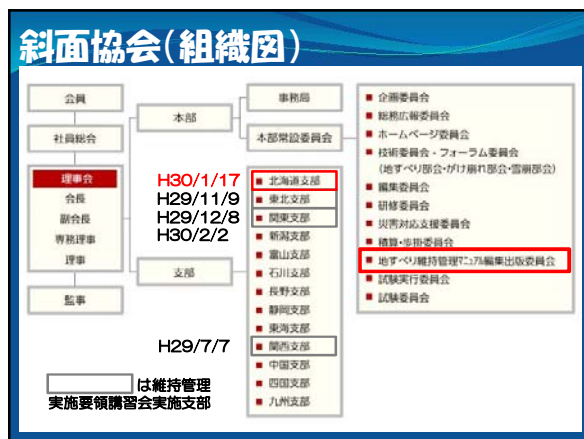 斜面協会(組織図)
会員
社員総会
理事会
会長
副会長
専務理事
理事
監事
本部
支部
事務局
本部常設委員会
H30/1/17
H29/11/9
H29/12/8
H30/2/2
H29/7/7
■ 北海道支部
■ 東北支部
■ 関東支部
■ 新潟支部
■ 富山支部
■ 石川支部
■ 長野支部
■ 静岡支部
■ 東海支部
■ 関西支部
■ 中国支部
■ 四国支部
■ 九州支部
■ 企画委員会
■ 総務広報委員会
■ ホームページ委員会
■ 技術委員会・フォーラム委員会
(地すべり部会・がけ崩れ部会・雪崩部会)
■ 編集委員会
■ 研修委員会
■ 災害対応支援委員会
■ 積算・歩掛委員会
■ 地すべり維持管理マニュアル編集出版委員会
■ 試験実行委員会
■ 試験委員会
は維持管理
実施要領講習会実施支部